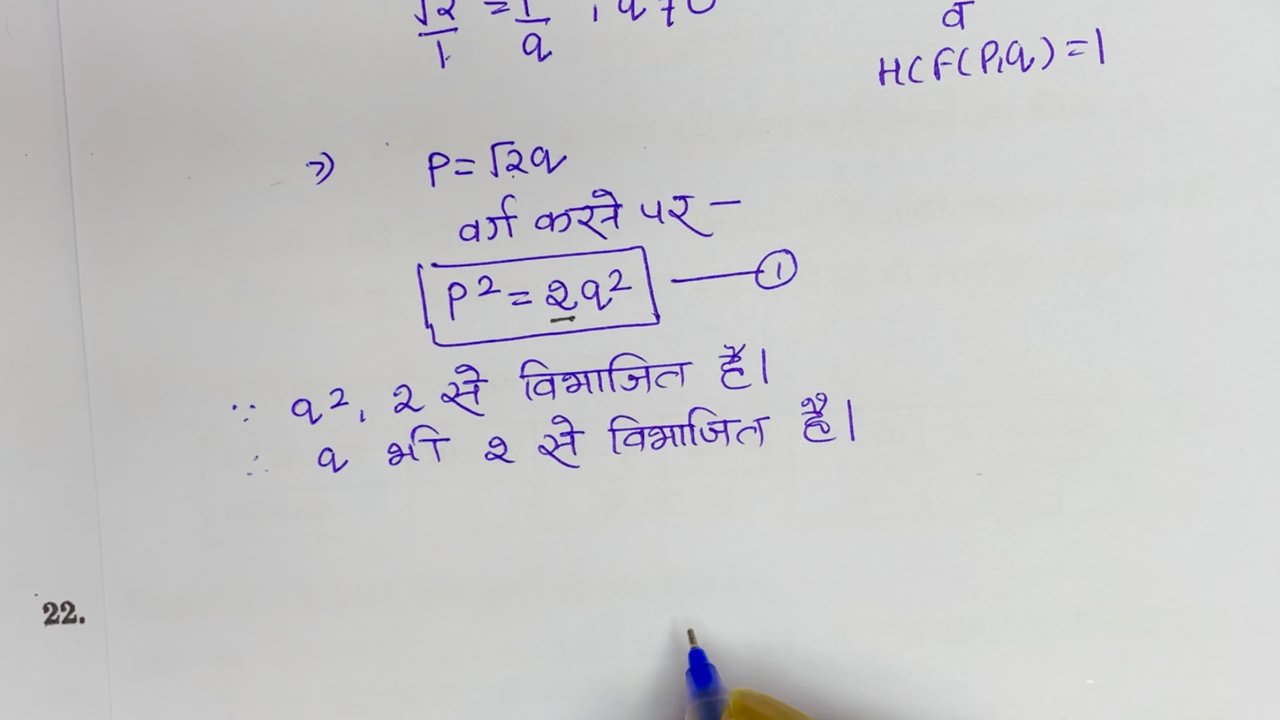 √2/1 = P/q , q ≠ 0
व
HCF(P,q)=1
⇒ P=√2q
वर्ग करने पर –
P²=2q² —— ①
∵ q², 2 से विभाजित है।
∴ q भी 2 से विभाजित है।
22.